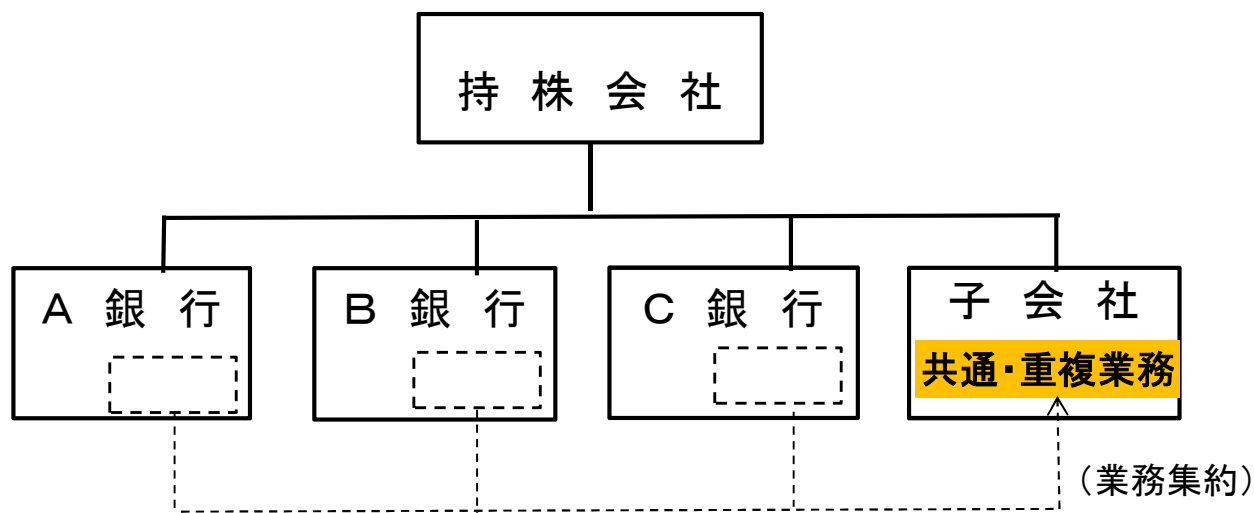 持 株 会 社
A 銀 行
B 銀 行
C 銀 行
子 会 社
共通・重複業務
（業務集約）